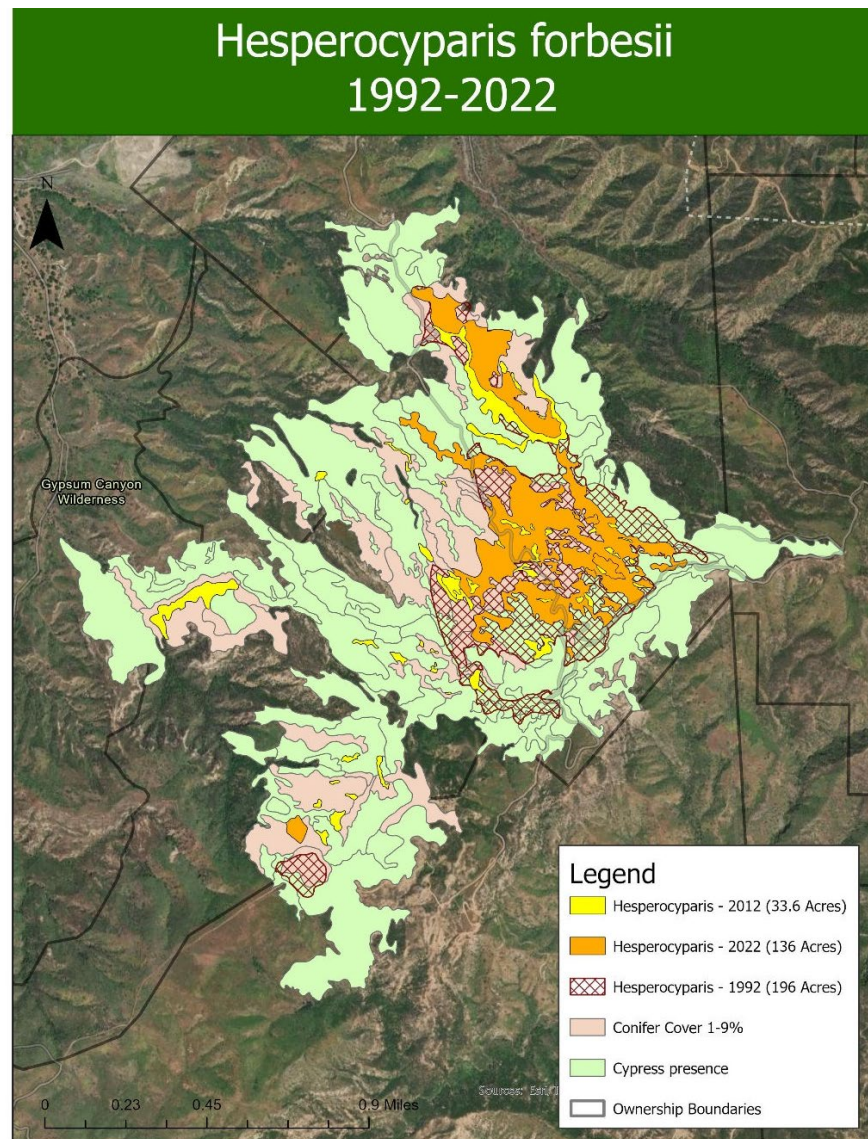 Hesperocyparis forbesii
1992-2022
N
Gypsum Canyon
Wilderness
Legend
Hesperocyparis - 2012 (33.6 Acres)
Hesperocyparis - 2022 (136 Acres)
Hesperocyparis - 1992 (196 Acres)
Conifer Cover 1-9%
Cypress presence
Ownership Boundaries
Sources:
0 0.23 0.45 0.9 Miles